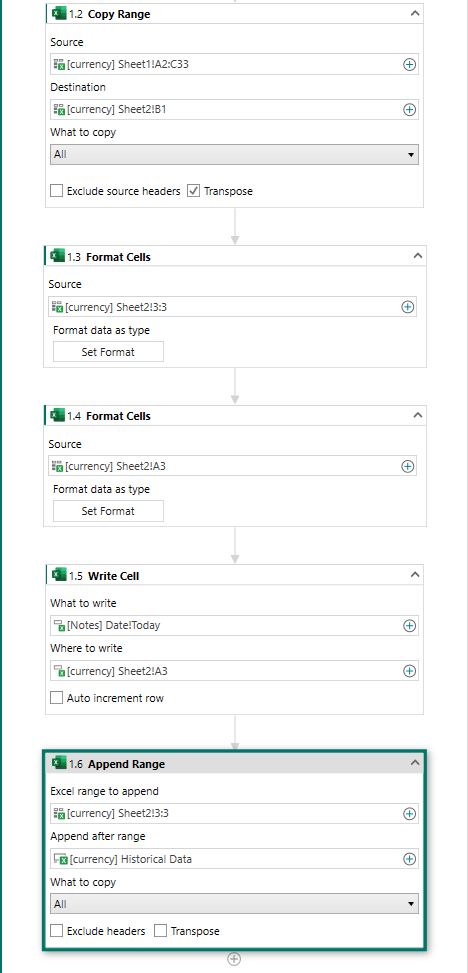 1.2 Copy Range
Source
[currency] Sheet1!A2:C33
Destination
[currency] Sheet2!B1
What to copy
All
Exclude source headers Transpose
1.3 Format Cells
Source
[currency] Sheet2!3:3
Format data as type
Set Format
1.4 Format Cells
Source
[currency] Sheet2!A3
Format data as type
Set Format
1.5 Write Cell
What to write
[Notes] Date!Today
Where to write
[currency] Sheet2!A3
Auto increment row
1.6 Append Range
Excel range to append
[currency] Sheet2!3:3
Append after range
[currency] Historical Data
What to copy
All
Exclude headers Transpose